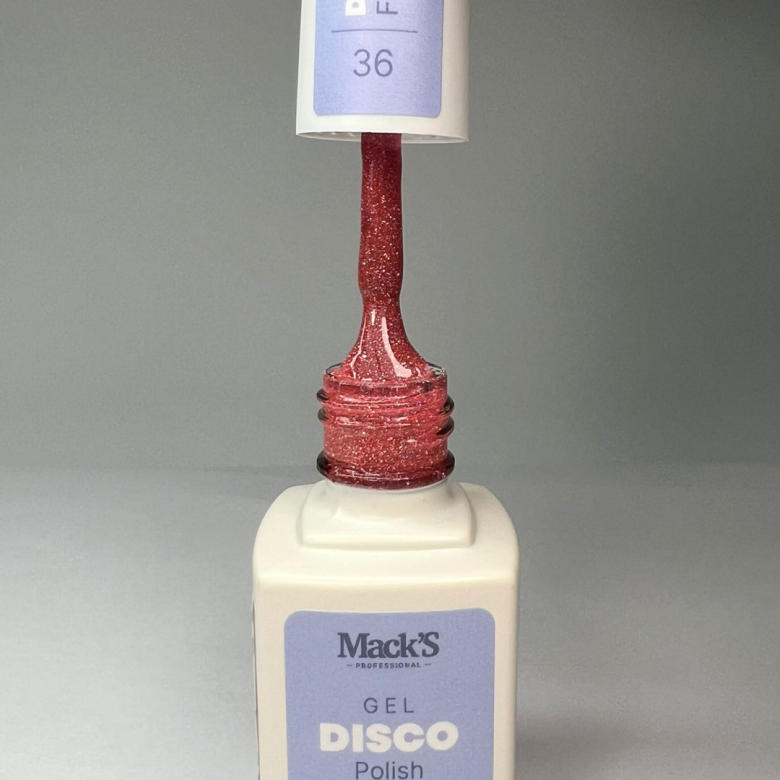 36
Mack'S
PROFESSIONAL
GEL
DISCO
Polish